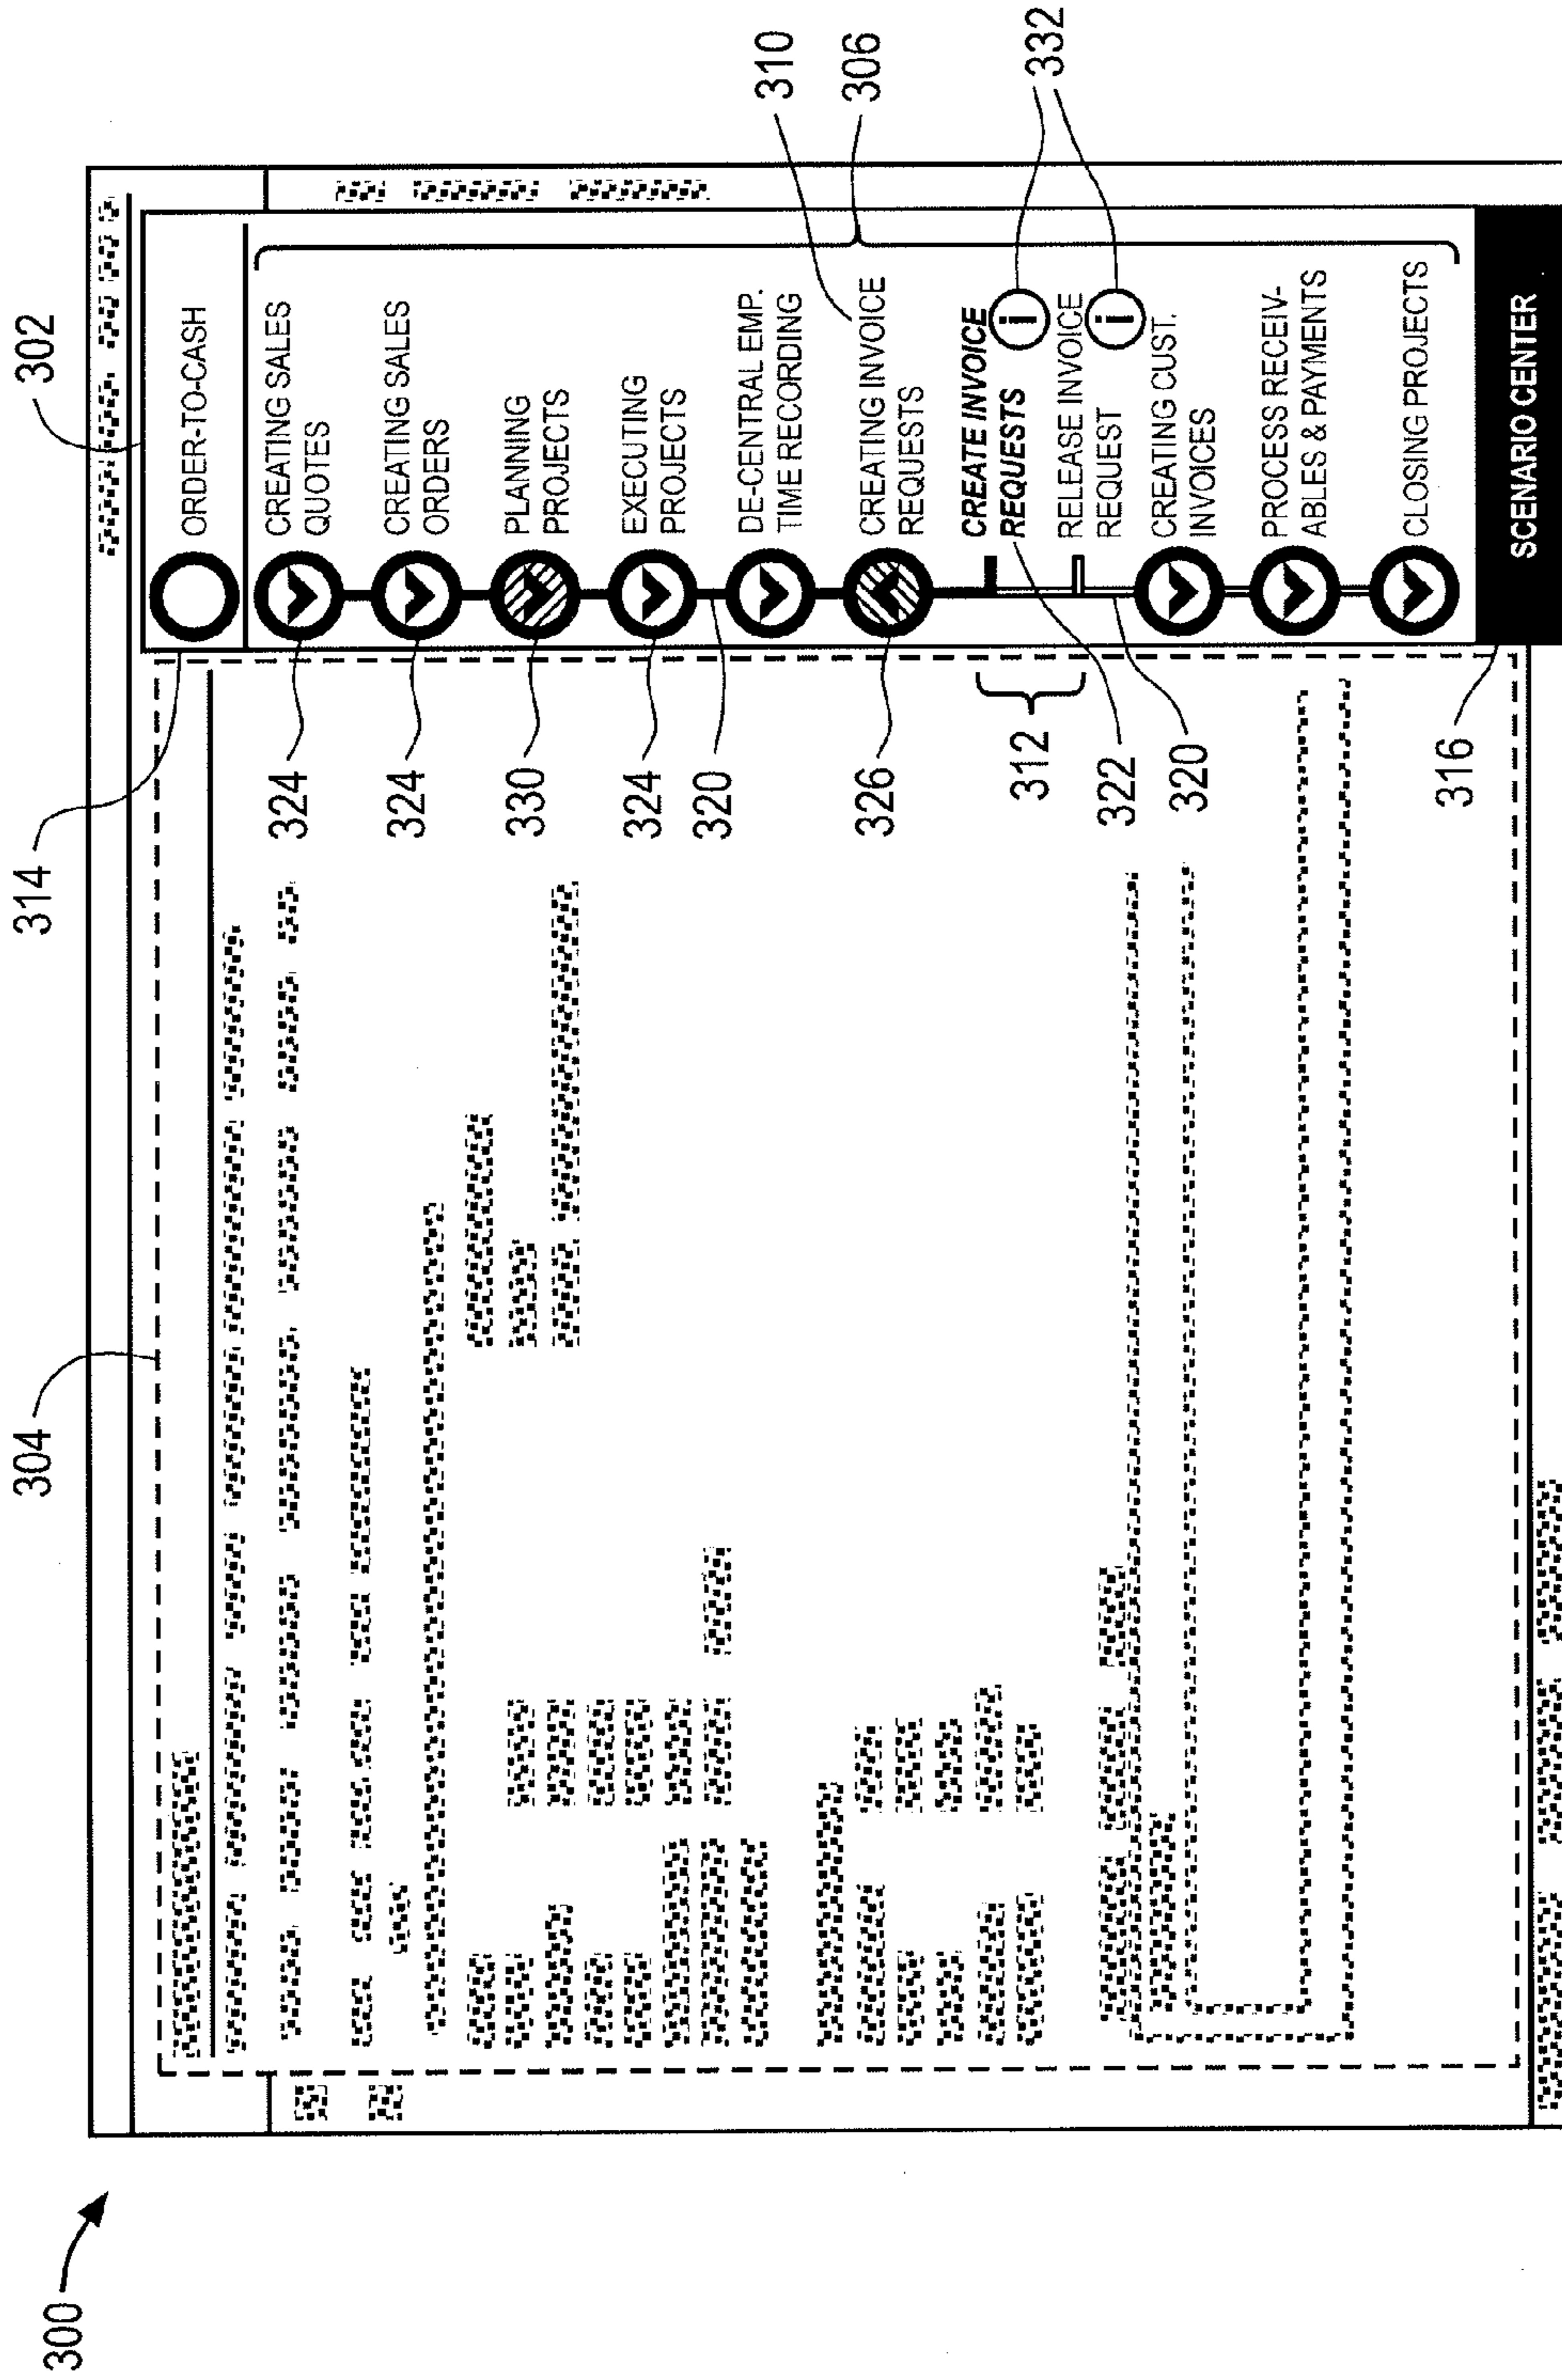 300
304
314
302
ORDER-TO-CASH
CREATING SALES
QUOTES
CREATING SALES
ORDERS
PLANNING
PROJECTS
EXECUTING
PROJECTS
DE-CENTRAL EMP.
TIME RECORDING
CREATING INVOICE
REQUESTS
CREATE INVOICE
REQUESTS
i
RELEASE INVOICE
REQUEST
i
CREATING CUST.
INVOICES
PROCESS RECEIV-
ABLES & PAYMENTS
CLOSING PROJECTS
SCENARIO CENTER
324
324
330
324
320
326
312
322
320
316
310
306
332